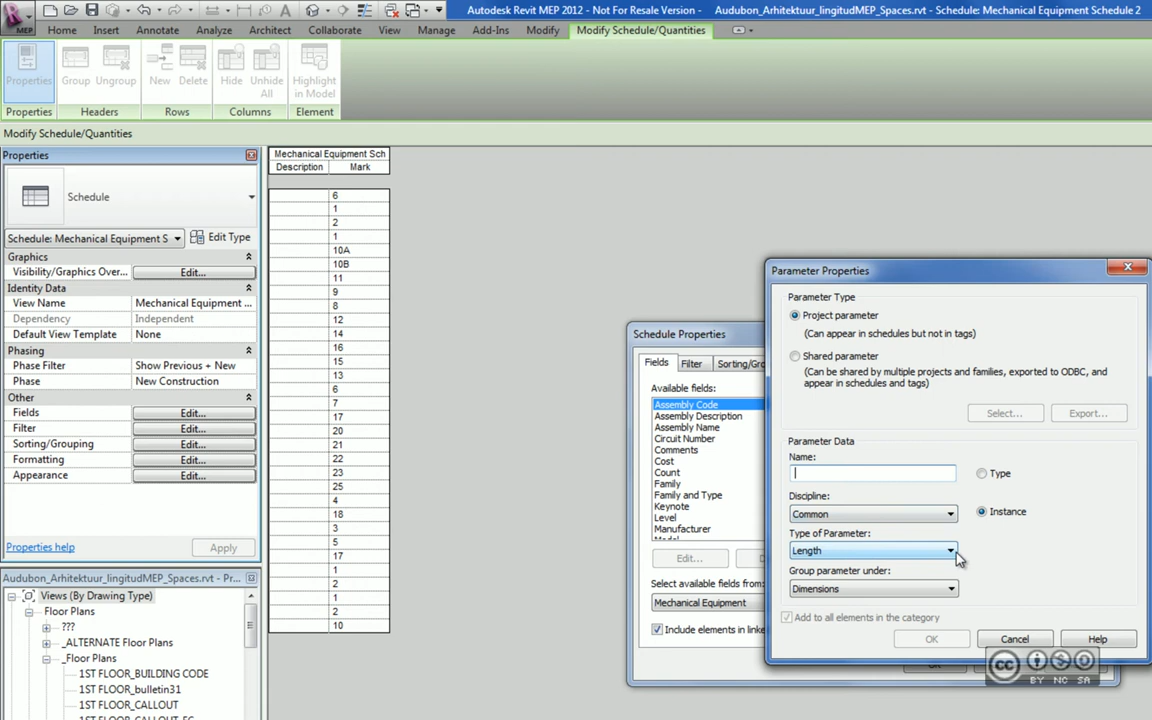 Autodesk Revit MEP 2012 - Not For Resale Version - Audubon_Arhitektuur_lingitudMEP_Spaces.rvt - Schedule: Mechanical Equipment Schedule 2
MEP
Home Insert Annotate Analyze Architect Collaborate View Manage Add-Ins Modify Modify Schedule/Quantities
Properties Group Ungroup New Delete Hide Unhide All Highlight in Model
Properties Headers Rows Columns Element
Modify Schedule/Quantities
Properties
Schedule
Schedule: Mechanical Equipment S Edit Type
Graphics
Visibility/Graphics Over... Edit...
Identity Data
View Name Mechanical Equipment ...
Dependency Independent
Default View Template None
Phasing
Phase Filter Show Previous + New
Phase New Construction
Other
Fields Edit...
Filter Edit...
Sorting/Grouping Edit...
Formatting Edit...
Appearance Edit...
Properties help Apply
Audubon_Arhitektuur_lingitudMEP_Spaces.rvt - Pr...
Views (By Drawing Type)
Floor Plans
???
_ALTERNATE Floor Plans
_Floor Plans
1ST FLOOR_BUILDING CODE
1ST FLOOR_bulletin31
1ST FLOOR_CALLOUT
Mechanical Equipment Sch
Description Mark
6
1
2
1
10A
10B
11
9
8
12
14
16
15
13
6
7
17
20
21
22
23
25
4
18
3
5
17
1
2
1
2
10
Schedule Properties
Fields Filter Sorting/Gro
Available fields:
Assembly Code
Assembly Description
Assembly Name
Circuit Number
Comments
Cost
Count
Family
Family and Type
Keynote
Level
Manufacturer
Edit...
Select available fields from:
Mechanical Equipment
Include elements in linke
Parameter Properties
Parameter Type
Project parameter
(Can appear in schedules but not in tags)
Shared parameter
(Can be shared by multiple projects and families, exported to ODBC, and
appear in schedules and tags)
Select... Export...
Parameter Data
Name:
Type
Discipline:
Common Instance
Type of Parameter:
Length
Group parameter under:
Dimensions
Add to all elements in the category
OK Cancel Help
cc BY NC SA